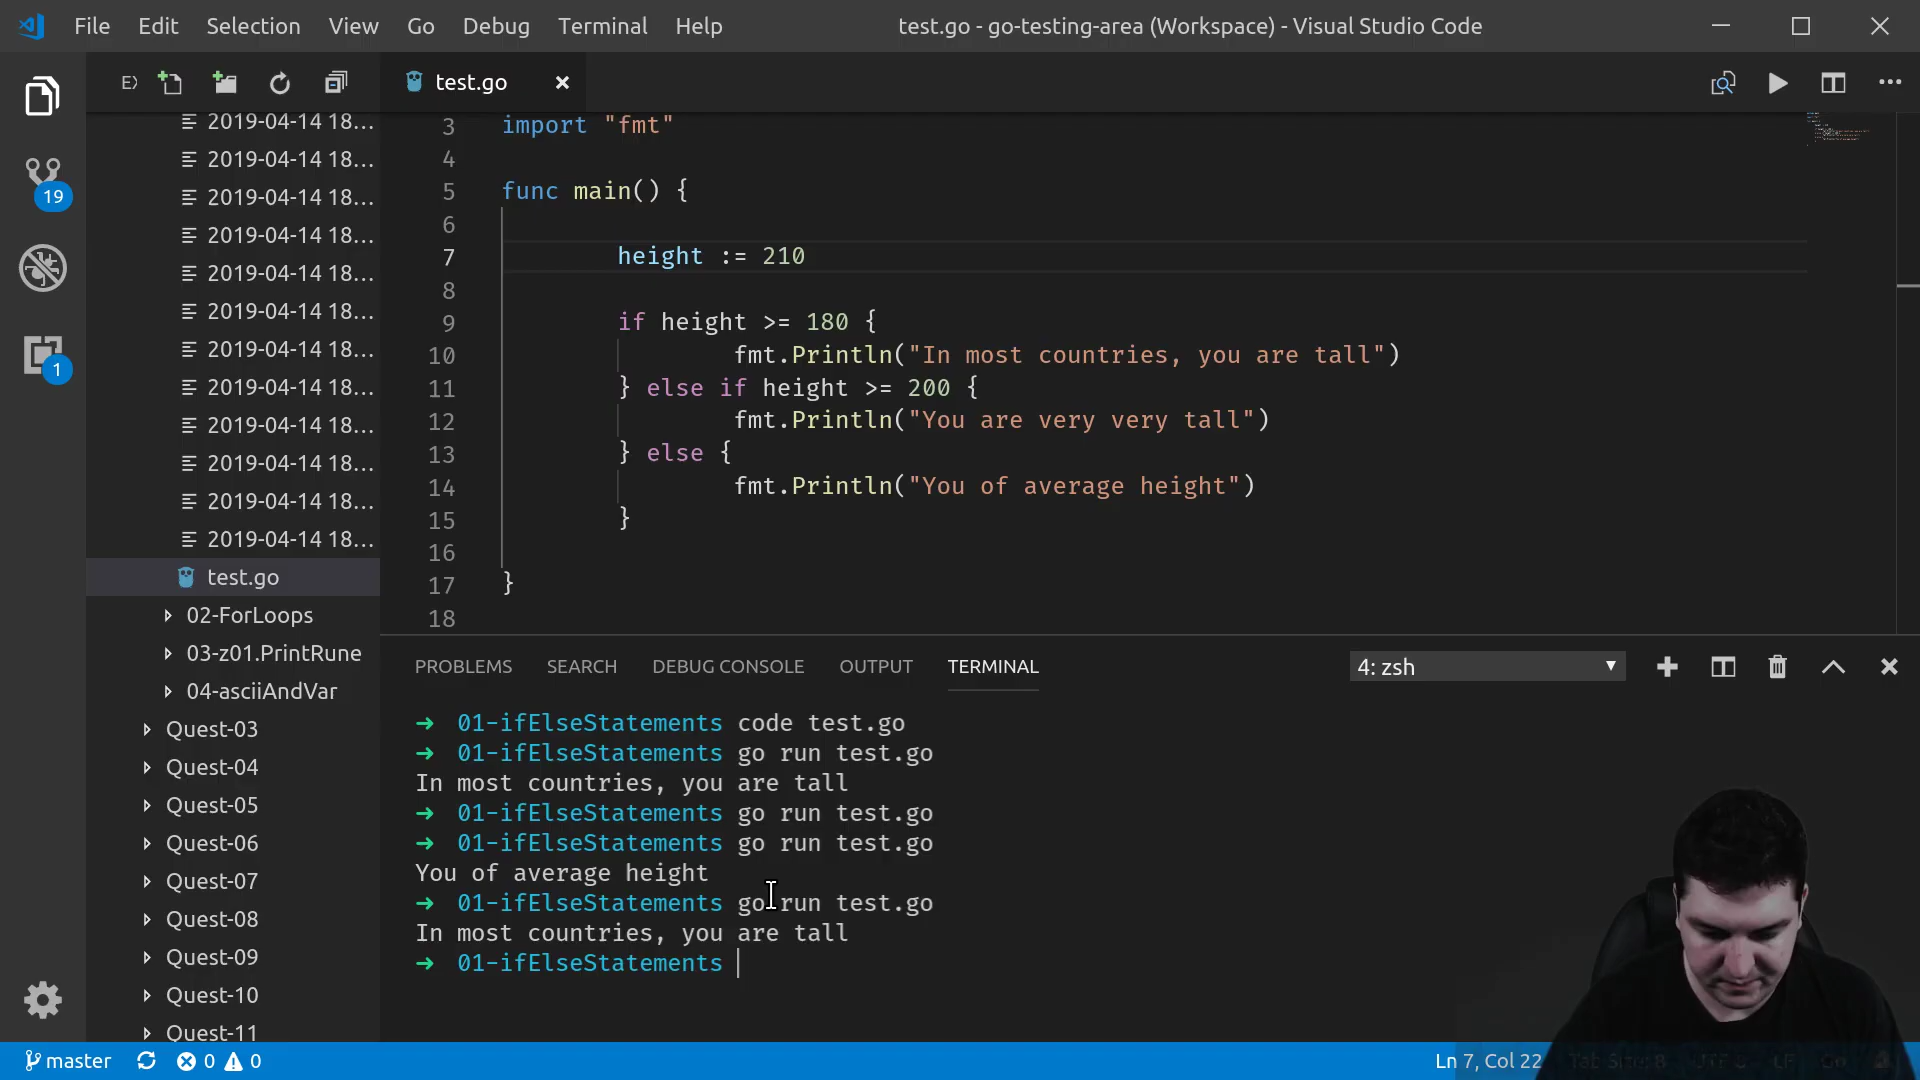 File Edit Selection View Go Debug Terminal Help test.go - go-testing-area (Workspace) - Visual Studio Code
test.go
2019-04-14 18...
2019-04-14 18...
2019-04-14 18...
2019-04-14 18...
2019-04-14 18...
2019-04-14 18...
2019-04-14 18...
2019-04-14 18...
2019-04-14 18...
2019-04-14 18...
2019-04-14 18...
2019-04-14 18...
test.go
02-ForLoops
03-z01.PrintRune
04-asciiAndVar
Quest-03
Quest-04
Quest-05
Quest-06
Quest-07
Quest-08
Quest-09
Quest-10
Quest-11
19
1
3 import "fmt"
4
5 func main() {
6
7 height := 210
8
9 if height >= 180 {
10 fmt.Println("In most countries, you are tall")
11 } else if height >= 200 {
12 fmt.Println("You are very very tall")
13 } else {
14 fmt.Println("You of average height")
15 }
16
17 }
18
PROBLEMS SEARCH DEBUG CONSOLE OUTPUT TERMINAL 4: zsh
➜ 01-ifElseStatements code test.go
➜ 01-ifElseStatements go run test.go
In most countries, you are tall
➜ 01-ifElseStatements go run test.go
➜ 01-ifElseStatements go run test.go
You of average height
➜ 01-ifElseStatements go run test.go
In most countries, you are tall
➜ 01-ifElseStatements
master 0 0 Ln 7, Col 22